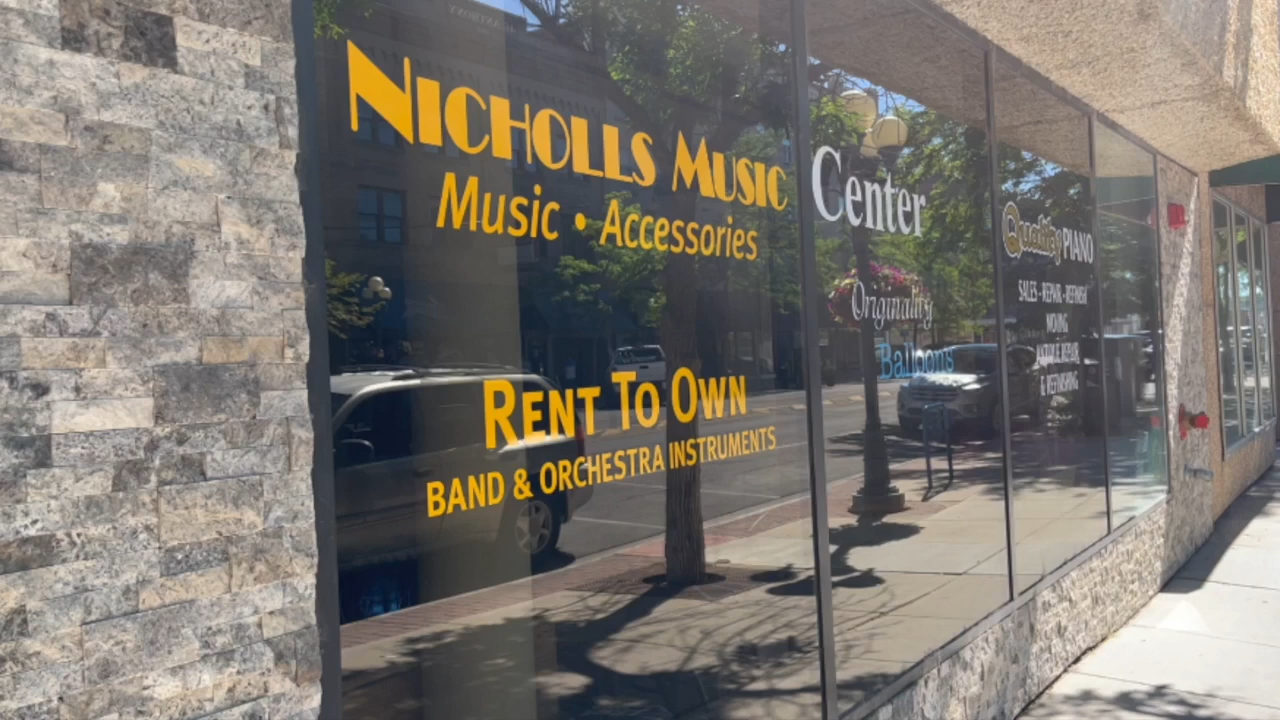 NICHOLLS MUSIC
Music • Accessories
RENT TO OWN
BAND & ORCHESTRA INSTRUMENTS
Center
Originality
Balloons
Quality PIANO
SALES - REPAIR - REFINISH
MOVING
& REFINISHING